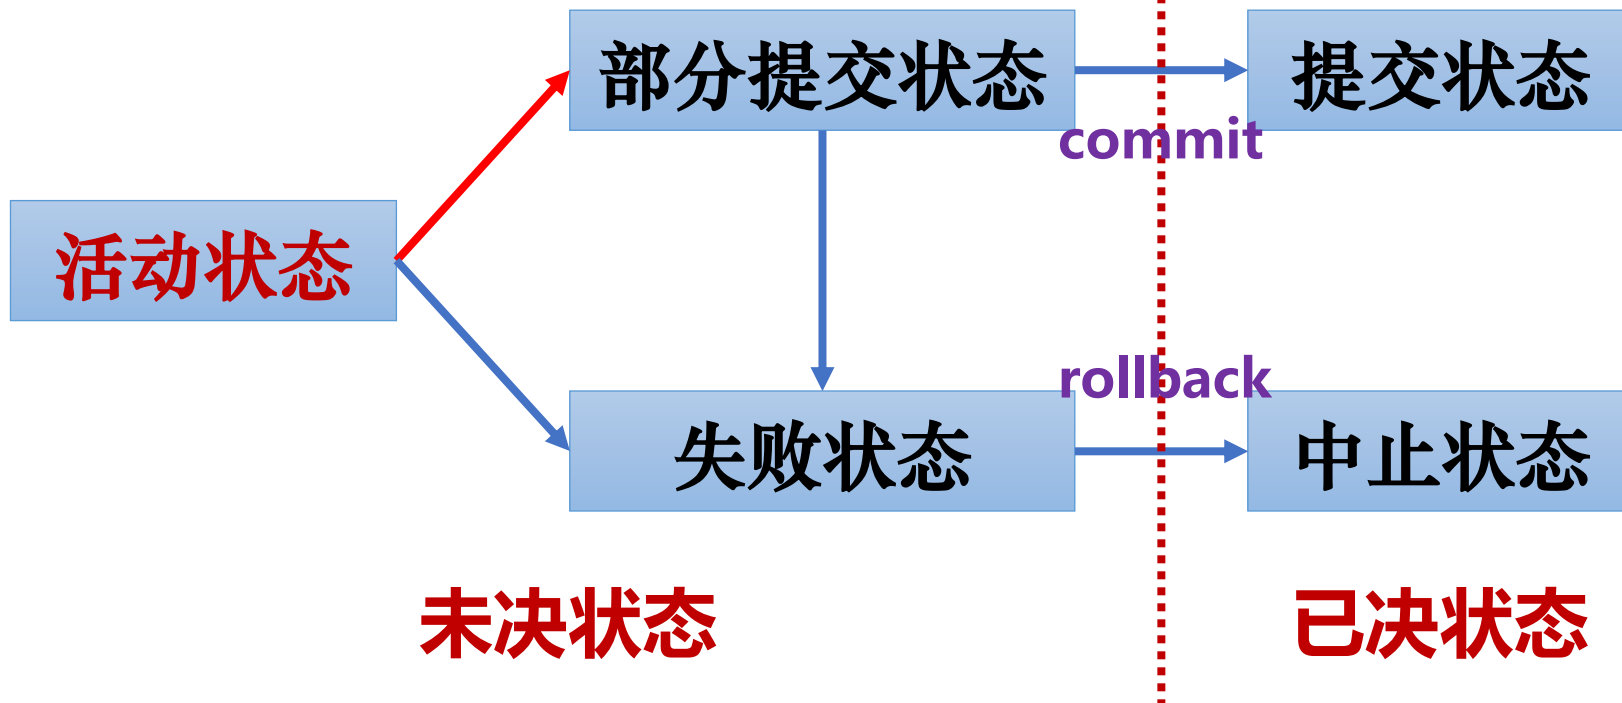 部分提交状态
提交状态
commit
活动状态
rollback
失败状态
中止状态
未决状态
已决状态